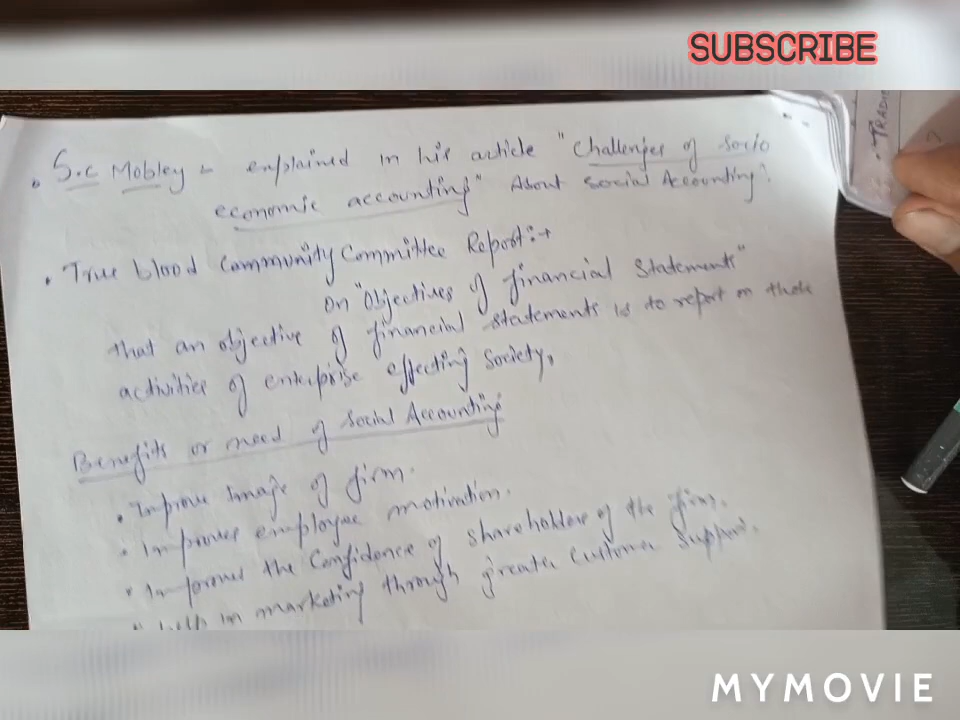 SUBSCRIBE
• S.C Mobley - explained in his article "Challenges of Socio
economic accounting" About Social Accounting.
• True blood Community Committee Report:-
on "Objectives of financial statements"
that an objective of financial statements is to report on those
activities of enterprise effecting society.
Benefits or need of Social Accounting
• Improve Image of firm.
• Improves employee motivation.
• Improves the Confidence of shareholders of the firm.
• Help in marketing through greater customer support.
TRADI
MYMOVIE